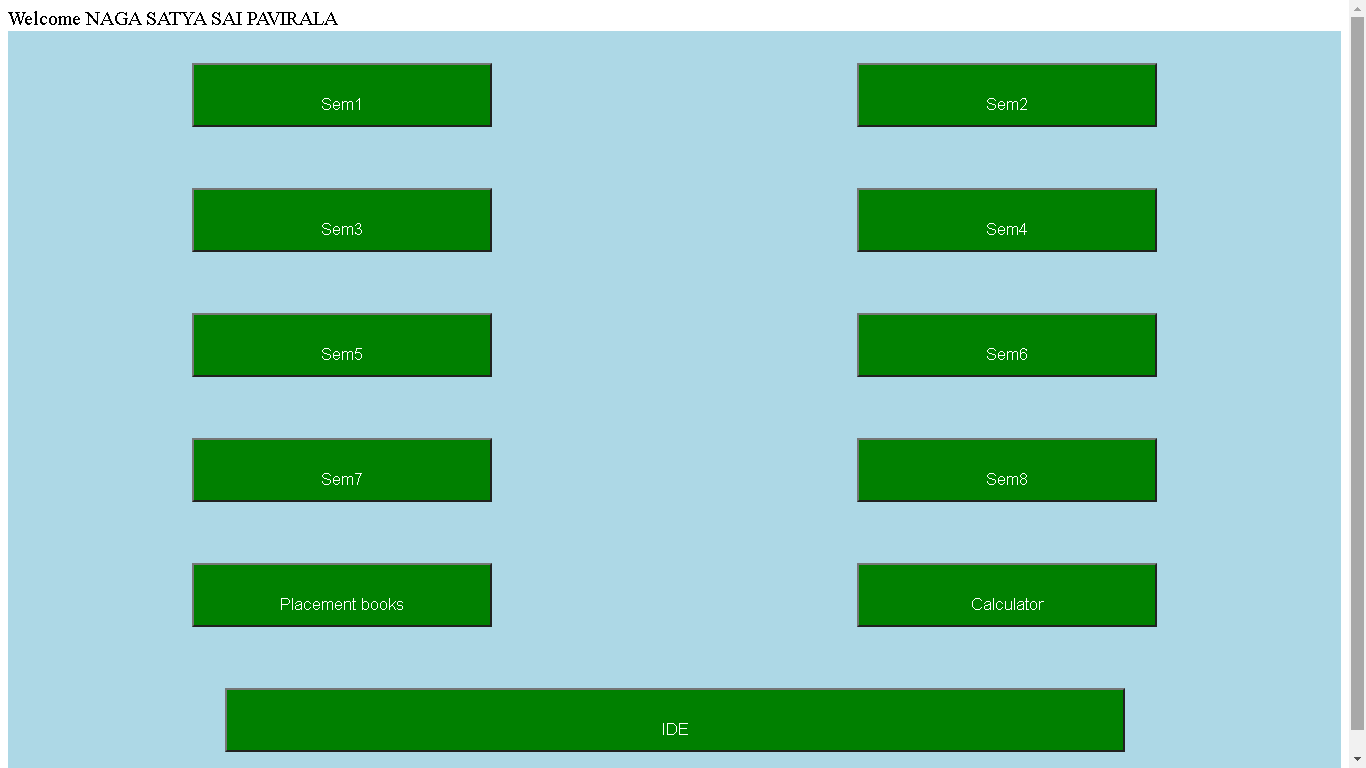 Welcome NAGA SATYA SAI PAVIRALA
Sem1
Sem2
Sem3
Sem4
Sem5
Sem6
Sem7
Sem8
Placement books
Calculator
IDE